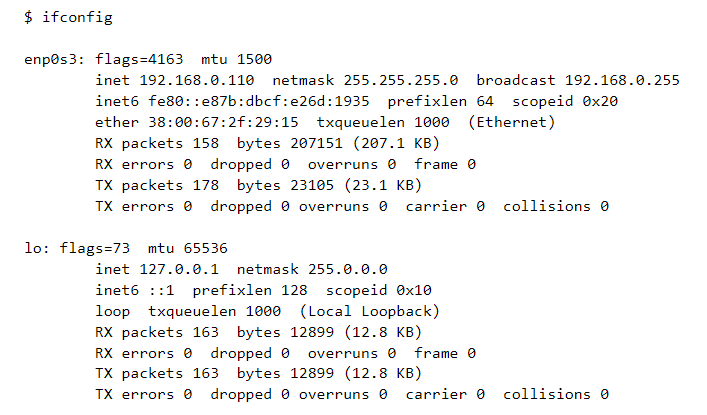 $ ifconfig
enp0s3: flags=4163  mtu 1500
inet 192.168.0.110  netmask 255.255.255.0  broadcast 192.168.0.255
inet6 fe80::e87b:dbcf:e26d:1935  prefixlen 64  scopeid 0x20
ether 38:00:67:2f:29:15  txqueuelen 1000  (Ethernet)
RX packets 158  bytes 207151 (207.1 KB)
RX errors 0  dropped 0  overruns 0  frame 0
TX packets 178  bytes 23105 (23.1 KB)
TX errors 0  dropped 0 overruns 0  carrier 0  collisions 0
lo: flags=73  mtu 65536
inet 127.0.0.1  netmask 255.0.0.0
inet6 ::1  prefixlen 128  scopeid 0x10
loop  txqueuelen 1000  (Local Loopback)
RX packets 163  bytes 12899 (12.8 KB)
RX errors 0  dropped 0  overruns 0  frame 0
TX packets 163  bytes 12899 (12.8 KB)
TX errors 0  dropped 0 overruns 0  carrier 0  collisions 0